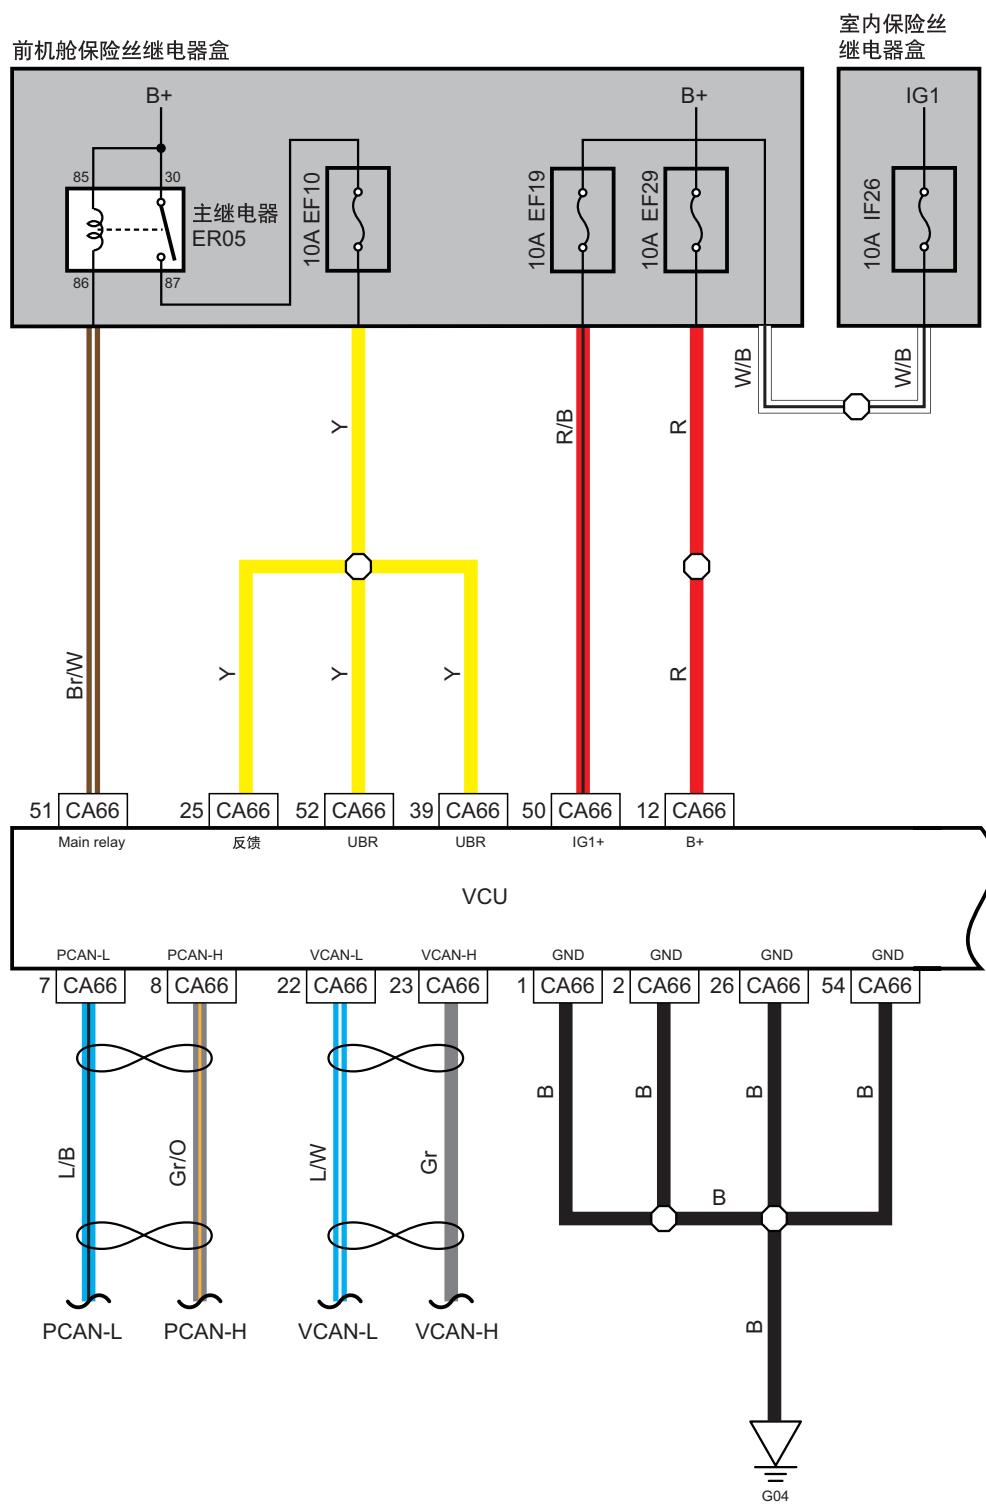 前机舱保险丝继电器盒
室内保险丝
继电器盒
B+
B+
IG1
85
30
主继电器
ER05
86
87
10A EF10
10A EF19
10A EF29
10A IF26
W/B
W/B
Y
R/B
R
Br/W
Y
Y
Y
R
51 CA66
25 CA66
52 CA66
39 CA66
50 CA66
12 CA66
Main relay
反馈
UBR
UBR
IG1+
B+
VCU
PCAN-L
PCAN-H
VCAN-L
VCAN-H
GND
GND
GND
GND
7 CA66
8 CA66
22 CA66
23 CA66
1 CA66
2 CA66
26 CA66
54 CA66
L/B
Gr/O
L/W
Gr
B
B
B
B
B
PCAN-L
PCAN-H
VCAN-L
VCAN-H
B
G04